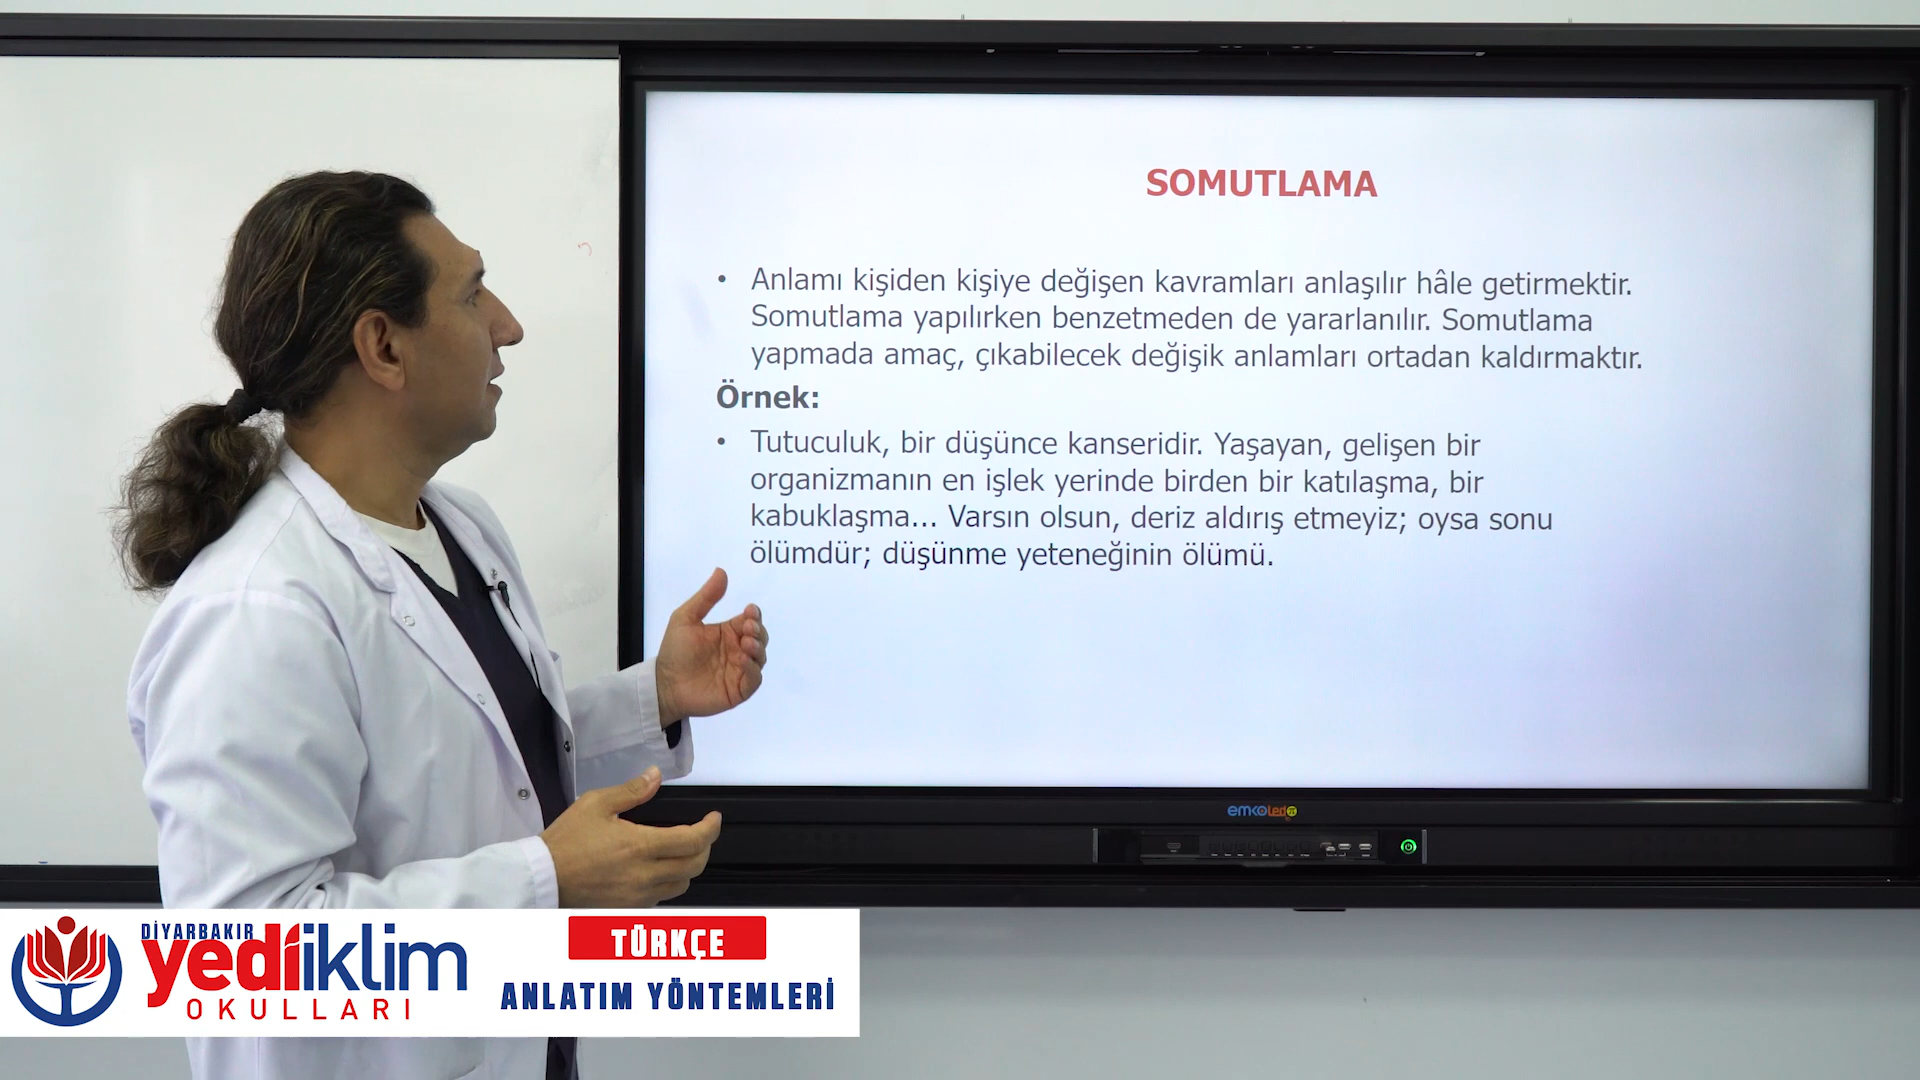 SOMUTLAMA
• Anlamı kişiden kişiye değişen kavramları anlaşılır hâle getirmektir.
Somutlama yapılırken benzetmeden de yararlanılır. Somutlama
yapmada amaç, çıkabilecek değişik anlamları ortadan kaldırmaktır.
Örnek:
• Tutuculuk, bir düşünce kanseridir. Yaşayan, gelişen bir
organizmanın en işlek yerinde birden bir katılaşma, bir
kabuklaşma... Varsın olsun, deriz aldırış etmeyiz; oysa sonu
ölümdür; düşünme yeteneğinin ölümü.
emkoled
DİYARBAKIR
yediiklim
OKULLARI
TÜRKÇE
ANLATIM YÖNTEMLERİ